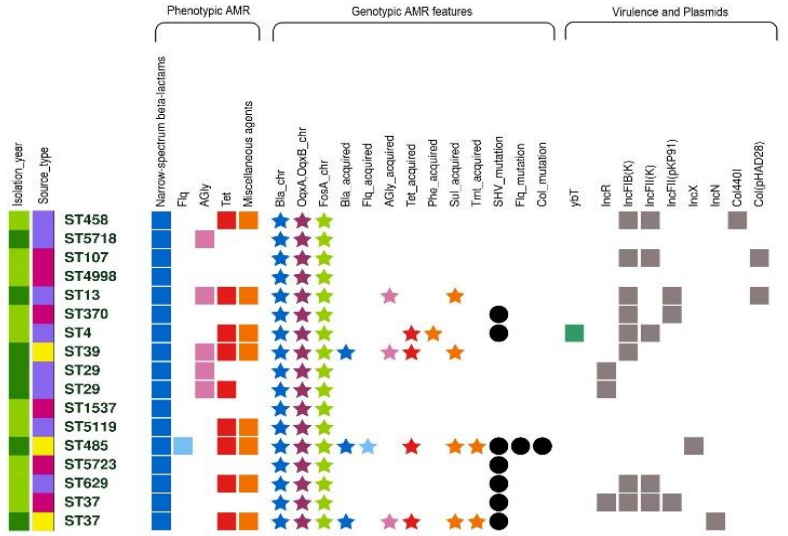 Phenotypic AMR
Genotypic AMR features
Virulence and Plasmids
Isolation_year
Source_type
Narrow-spectrum beta-lactams
Flq
AGly
Tet
Miscellaneous agents
Bla_chr
OqxA,OqxB_chr
FosA_chr
Bla_acquired
Flq_acquired
AGly_acquired
Tet_acquired
Phe_acquired
Sul_acquired
Tmt_acquired
SHV_mutation
Flq_mutation
Col_mutation
ybT
IncR
IncFIB(K)
IncFII(K)
IncFII(pKP91)
IncX
IncN
Col440I
Col(pHAD28)
ST458
ST5718
ST107
ST4998
ST13
ST370
ST4
ST39
ST29
ST29
ST1537
ST5119
ST485
ST5723
ST629
ST37
ST37